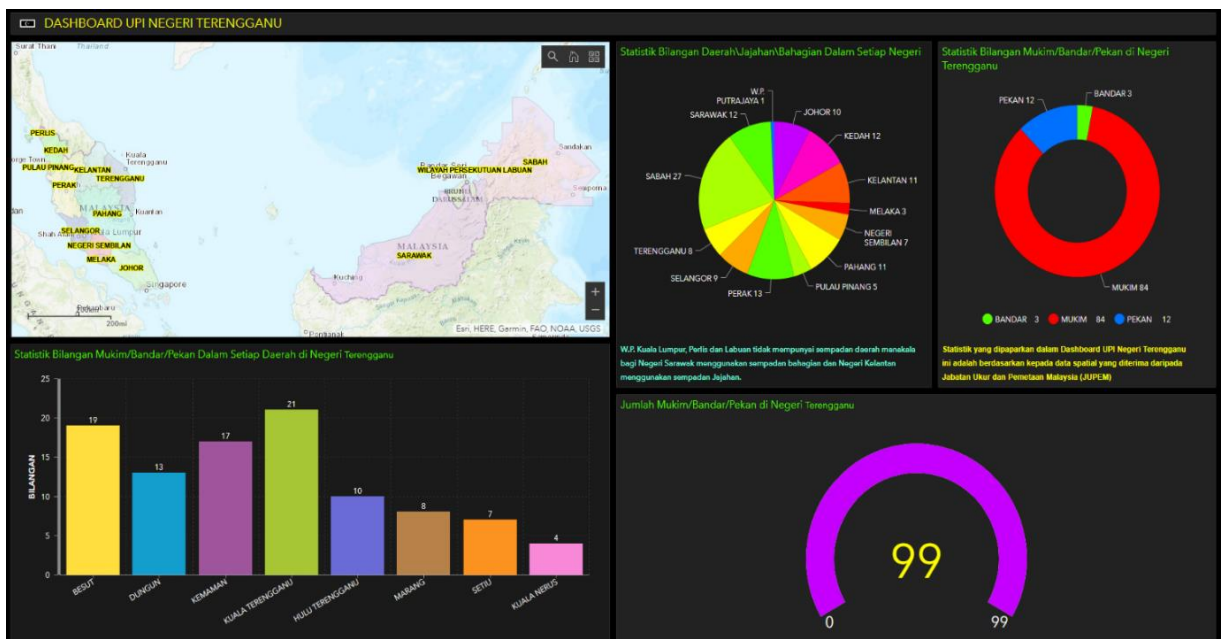 DASHBOARD UPI NEGERI TERENGGANU
Surat Thani
Thailand
PERLIS
KEDAH
PULAU PINANG
KELANTAN
Kuala
Terengganu
TERENGGANU
PERAK
MALAYSIA
PAHANG
Kuantan
SELANGOR
Shah
Lumpur
NEGERI SEMBILAN
MELAKA
JOHOR
Singapore
200mi
Sandakan
SABAH
Bandar Seri
WILAYAH PERSEKUTUAN LABUAN
Begawan
Semporna
MALAYSIA
SARAWAK
Kuching
Pontianak
Esri, HERE, Garmin, FAO, NOAA, USGS
Statistik Bilangan Daerah\Jajahan\Bahagian Dalam Setiap Negeri
W.P.
PUTRAJAYA 1
JOHOR 10
SARAWAK 12
KEDAH 12
SABAH 27
KELANTAN 11
MELAKA 3
NEGERI
SEMBILAN 7
TERENGGANU 8
PAHANG 11
SELANGOR 9
PULAU PINANG 5
PERAK 13
W.P. Kuala Lumpur, Perlis dan Labuan tidak mempunyai sempadan daerah manakala
bagi Negeri Sarawak menggunakan sempadan bahagian dan Negeri Kelantan
menggunakan sempadan Jajahan.
Statistik Bilangan Mukim/Bandar/Pekan di Negeri
Terengganu
PEKAN 12
BANDAR 3
MUKIM 84
BANDAR 3 MUKIM 84 PEKAN 12
Statistik yang dipaparkan dalam Dashboard UPI Negeri Terengganu
ini adalah berdasarkan kepada data spatial yang diterima daripada
Jabatan Ukur dan Pemetaan Malaysia (JUPEM)
Statistik Bilangan Mukim/Bandar/Pekan Dalam Setiap Daerah di Negeri Terengganu
BILANGAN
25
20
15
10
5
0
19
13
17
21
10
8
7
4
BESUT
DUNGUN
KEMAMAN
KUALA TERENGGANU
HULU TERENGGANU
MARANG
SETIU
KUALA NERUS
Jumlah Mukim/Bandar/Pekan di Negeri Terengganu
99
0
99